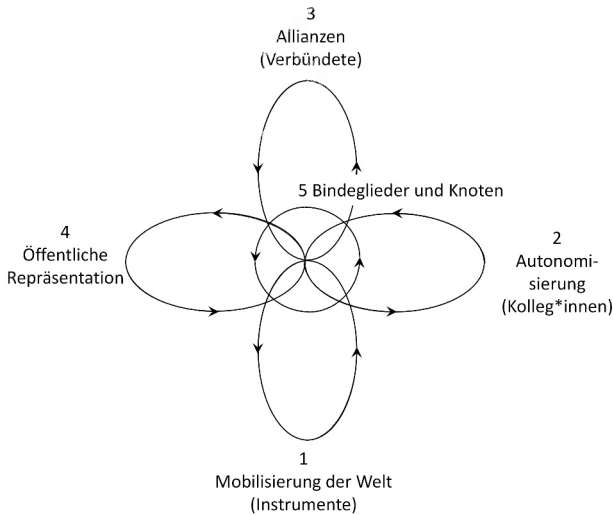 3
Allianzen
(Verbündete)
5 Bindeglieder und Knoten
4
Öffentliche
Repräsentation
2
Autonomi-
sierung
(Kolleg*innen)
1
Mobilisierung der Welt
(Instrumente)